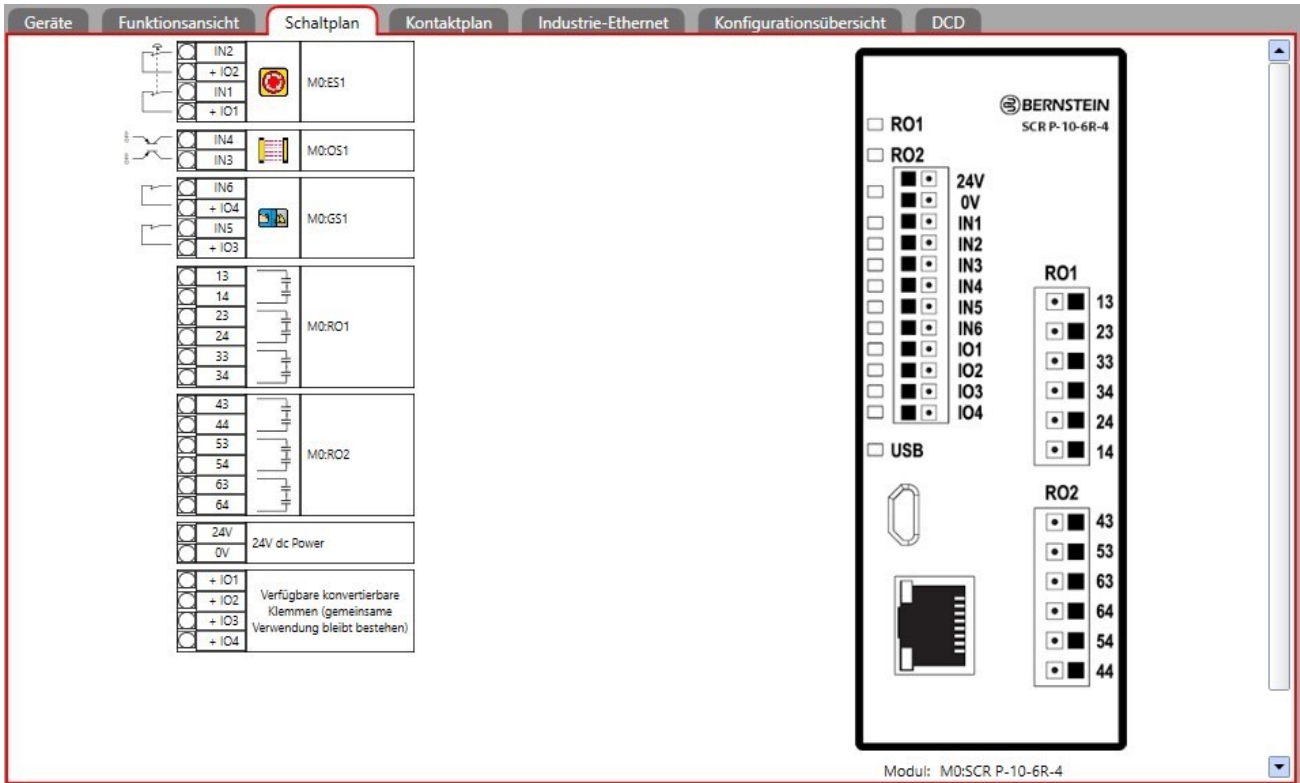 Geräte Funktionsansicht Schaltplan Kontaktplan Industrie-Ethernet Konfigurationsübersicht DCD
IN2
+ IO2
IN1
+ IO1
M0:ES1
IN4
IN3
M0:OS1
IN6
+ IO4
IN5
+ IO3
M0:GS1
13
14
23
24
33
34
M0:RO1
43
44
53
54
63
64
M0:RO2
24V
0V
24V dc Power
+ IO1
+ IO2
+ IO3
+ IO4
Verfügbare konvertierbare
Klemmen (gemeinsame
Verwendung bleibt bestehen)
BERNSTEIN
SCR P-10-6R-4
RO1
RO2
24V
0V
IN1
IN2
IN3
IN4
IN5
IN6
IO1
IO2
IO3
IO4
USB
RO1
13
23
33
34
24
14
RO2
43
53
63
64
54
44
Modul: M0:SCR P-10-6R-4